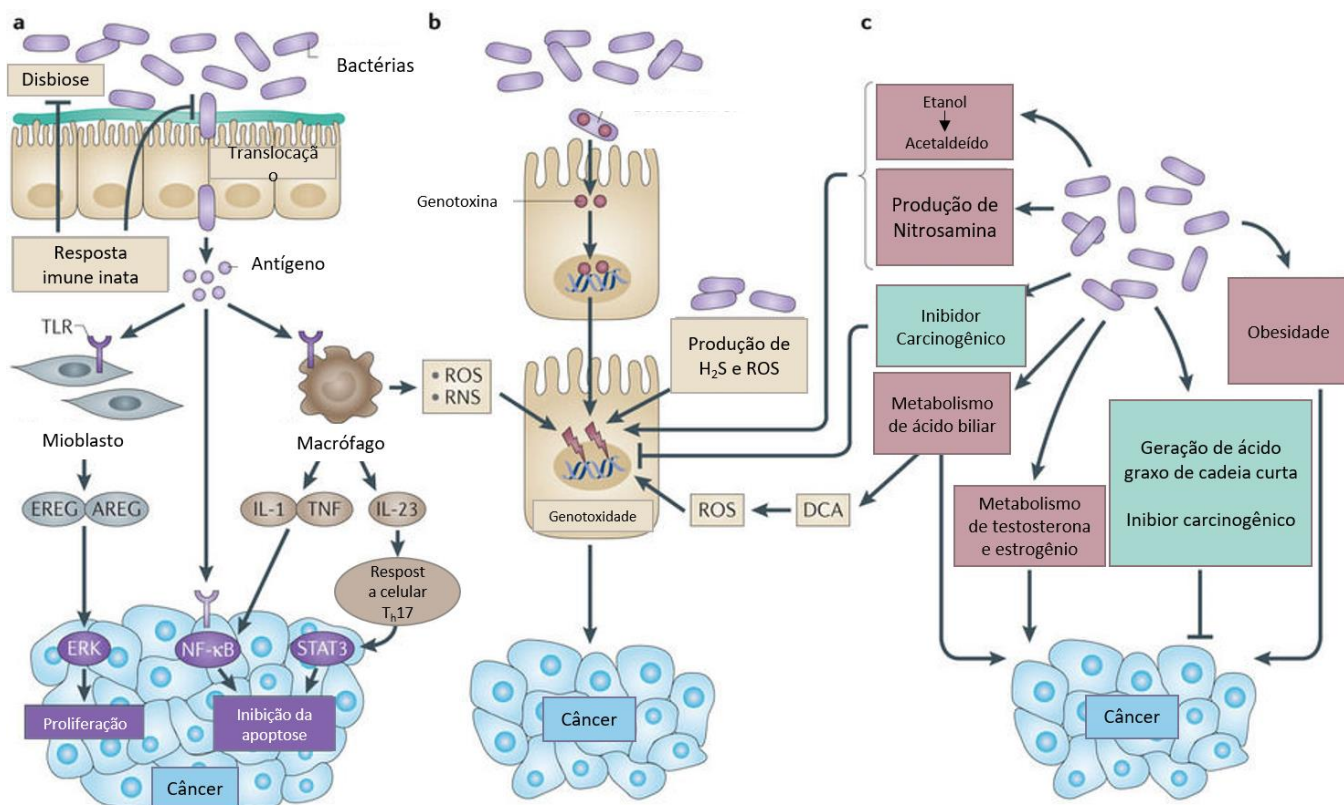 a
Bactérias
Disbiose
Translocaçã
o
Resposta
imune inata
Antígeno
TLR
Mioblasto
Macrófago
• ROS
• RNS
EREG
AREG
IL-1
TNF
IL-23
Respost
a celular
Th17
ERK
NF-κB
STAT3
Proliferação
Inibição da
apoptose
Câncer
b
Genotoxina
Produção de
H₂S e ROS
Genotoxidade
ROS
DCA
Câncer
c
Etanol
Acetaldeído
Produção de
Nitrosamina
Inibidor
Carcinogênico
Metabolismo
de ácido biliar
Obesidade
Geração de ácido
graxo de cadeia curta
Inibior carcinogênico
Metabolismo
de testosterona
e estrogênio
Câncer